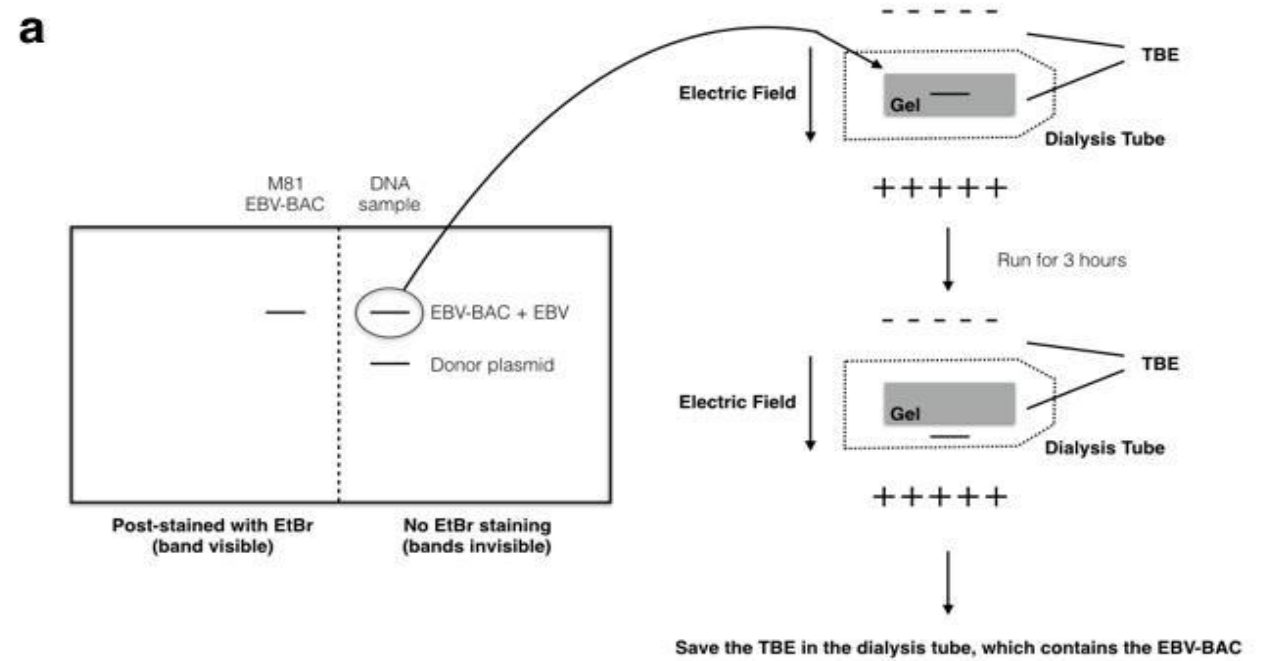 a
M81
EBV-BAC
DNA
sample
EBV-BAC + EBV
Donor plasmid
Post-stained with EtBr
(band visible)
No EtBr staining
(bands invisible)
- - - - -
TBE
Electric Field
Gel
Dialysis Tube
+++++
Run for 3 hours
- - - - -
TBE
Electric Field
Gel
Dialysis Tube
+++++
Save the TBE in the dialysis tube, which contains the EBV-BAC